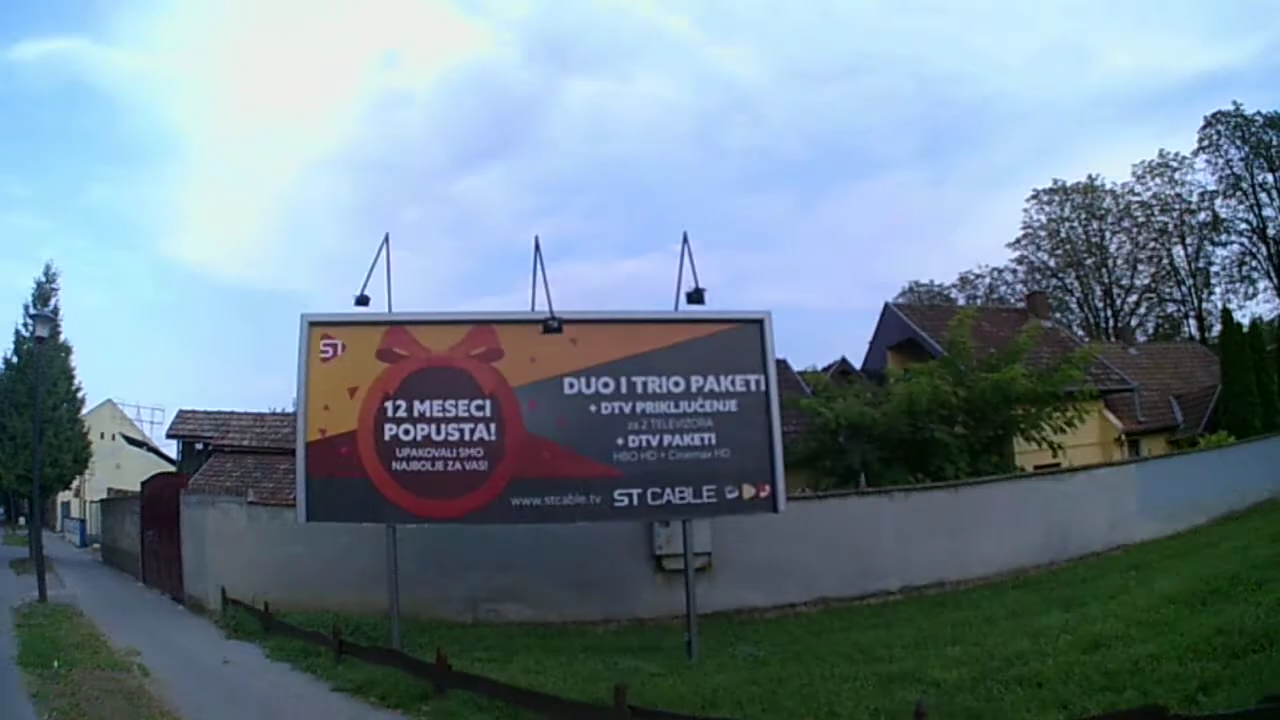 ST
12 MESECI
POPUSTA!
UPAKOVALI SMO
NAJBOLJE ZA VAS!
DUO I TRIO PAKETI
+ DTV PRIKLJUČENJE
za 2 TELEVIZORA
+ DTV PAKETI
HBO HD + Cinemax HD
www.stcable.tv
ST CABLE